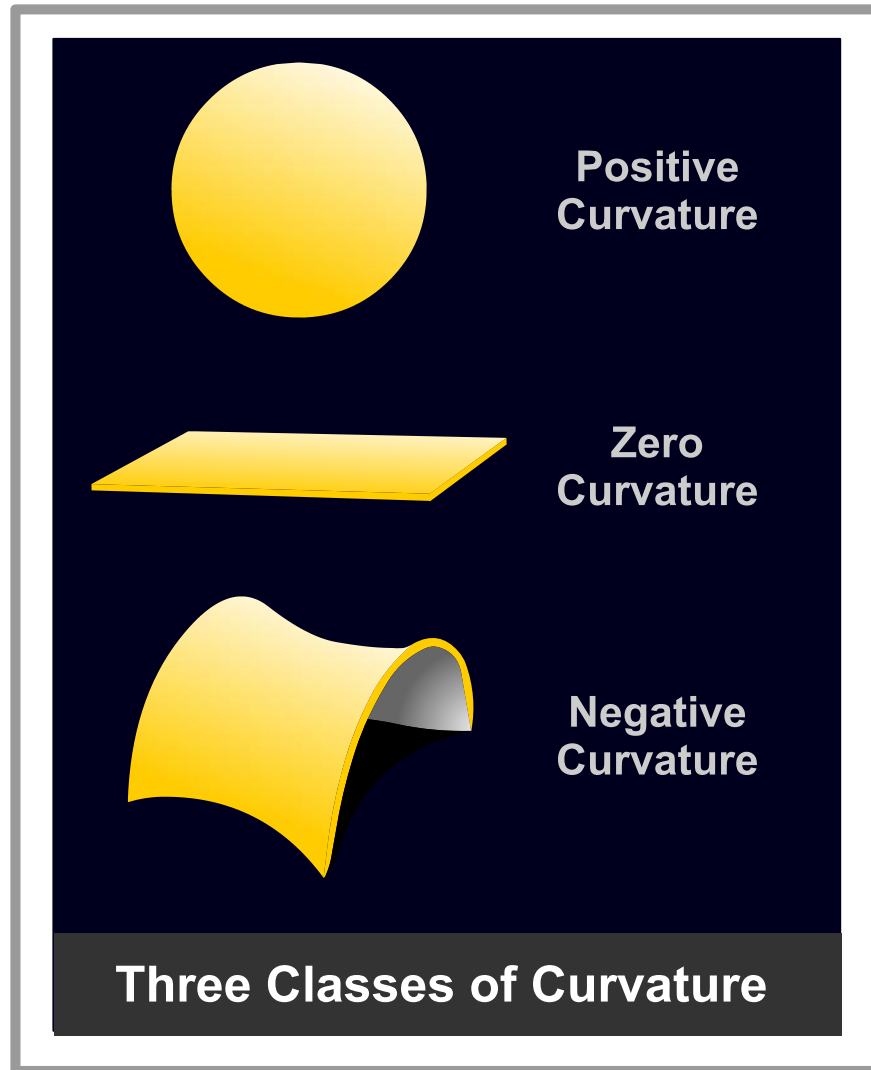 Positive
Curvature
Zero
Curvature
Negative
Curvature
Three Classes of Curvature